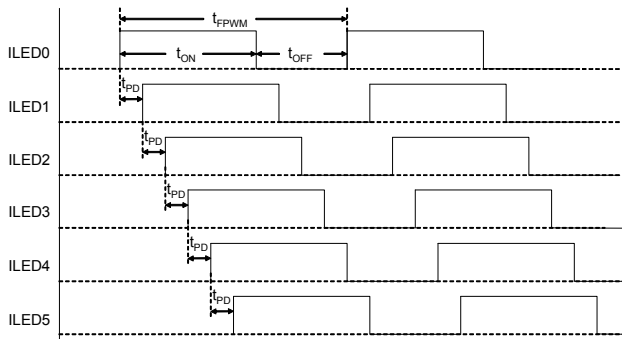 tFPWM
ILED0
tON
tOFF
tPD
ILED1
tPD
ILED2
tPD
ILED3
tPD
ILED4
tPD
ILED5